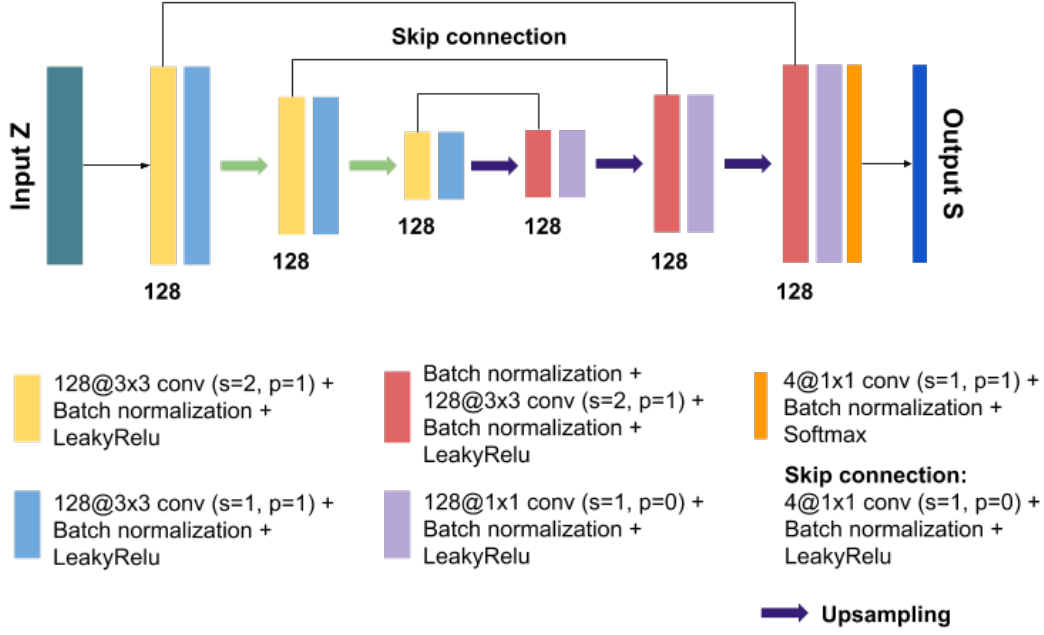 Skip connection
Input Z
Output S
128
128
128
128
128
128
128@3x3 conv (s=2, p=1) +
Batch normalization +
LeakyRelu
Batch normalization +
128@3x3 conv (s=2, p=1) +
Batch normalization +
LeakyRelu
4@1x1 conv (s=1, p=1) +
Batch normalization +
Softmax
128@3x3 conv (s=1, p=1) +
Batch normalization +
LeakyRelu
128@1x1 conv (s=1, p=0) +
Batch normalization +
LeakyRelu
Skip connection:
4@1x1 conv (s=1, p=0) +
Batch normalization +
LeakyRelu
Upsampling